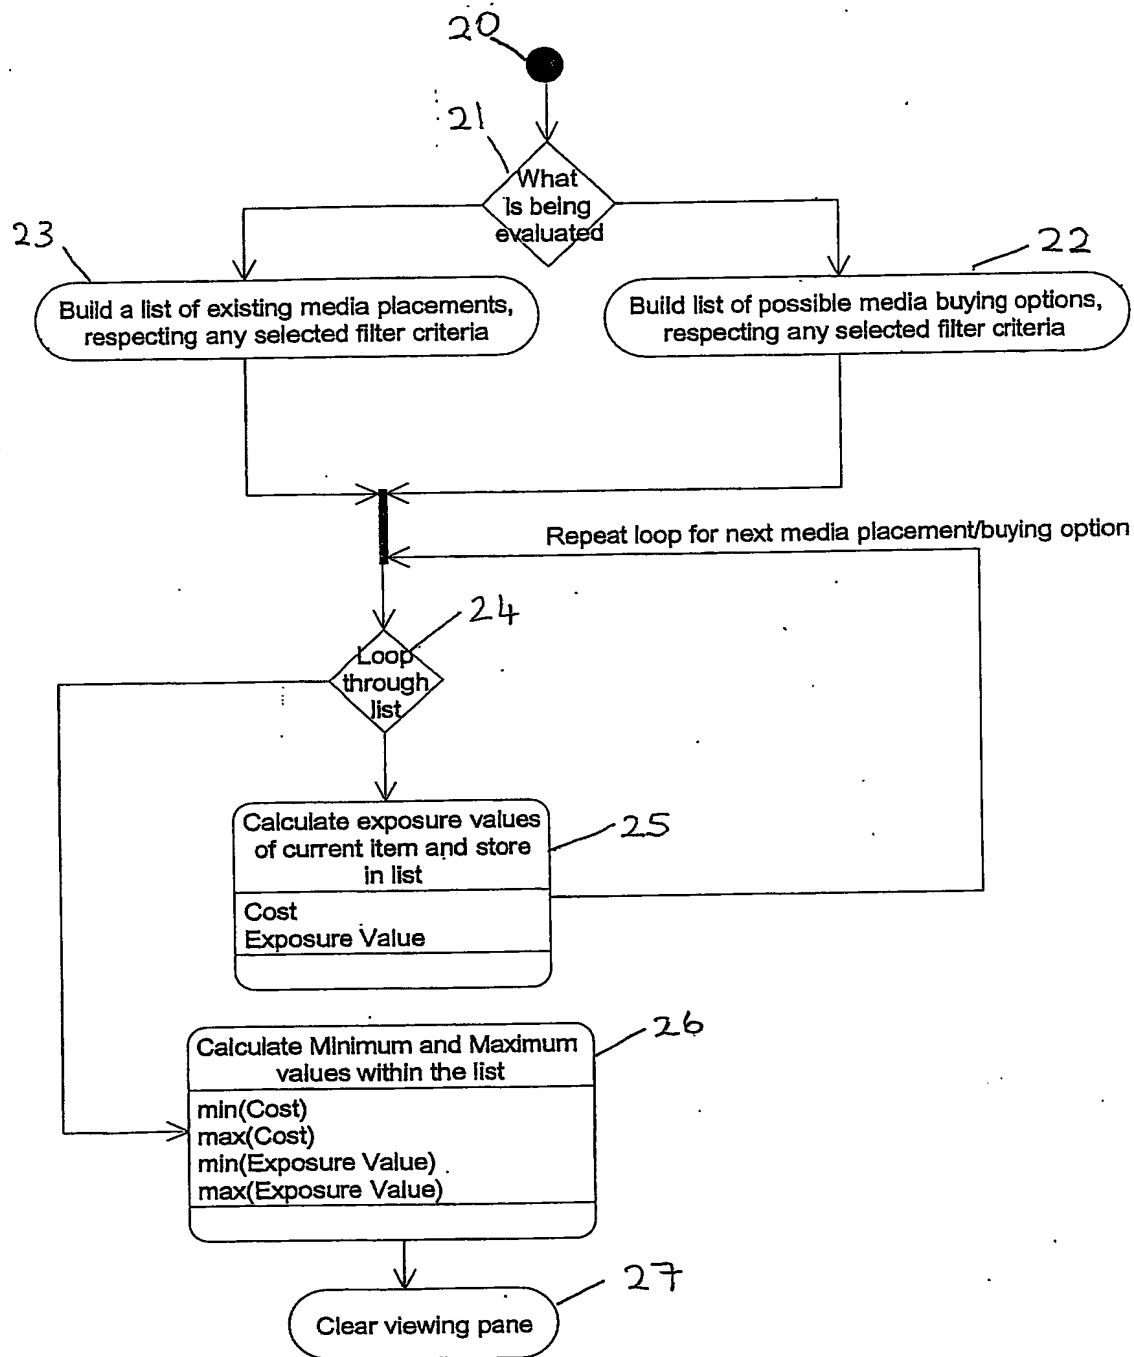 20
21
What
is being
evaluated
23
22
Build a list of existing media placements,
respecting any selected filter criteria
Build list of possible media buying options,
respecting any selected filter criteria
Repeat loop for next media placement/buying option
24
Loop
through
list
Calculate exposure values
of current item and store
in list
25
Cost
Exposure Value
26
Calculate Minimum and Maximum
values within the list
min(Cost)
max(Cost)
min(Exposure Value)
max(Exposure Value)
27
Clear viewing pane